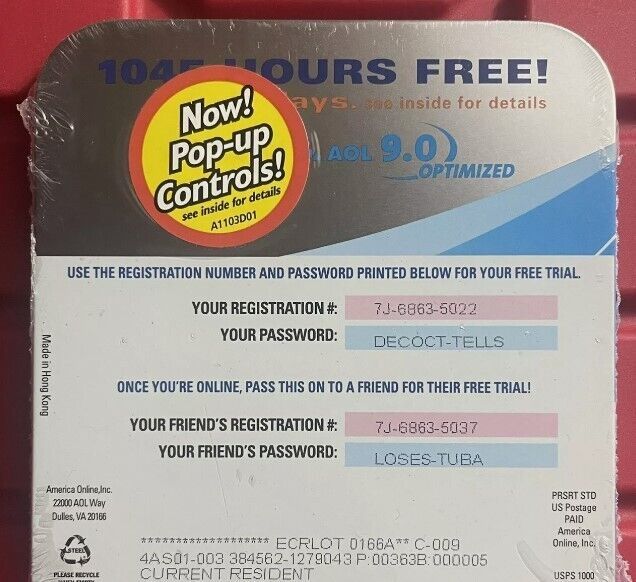 1045 HOURS FREE!
see inside for details
AOL 9.0
OPTIMIZED
Now!
Pop-up
Controls!
see inside for details
A1103D01
USE THE REGISTRATION NUMBER AND PASSWORD PRINTED BELOW FOR YOUR FREE TRIAL.
YOUR REGISTRATION #: 7J-6863-5022
YOUR PASSWORD: DECOCT-TELLS
ONCE YOU'RE ONLINE, PASS THIS ON TO A FRIEND FOR THEIR FREE TRIAL!
YOUR FRIEND'S REGISTRATION #: 7J-6863-5037
YOUR FRIEND'S PASSWORD: LOSES-TUBA
Made in Hong Kong
America Online,Inc.
22000 AOL Way
Dulles, VA 20166
STEEL
PLEASE RECYCLE
****************** ECRLOT 0166A** C-009
4AS01-003 384562-1279043 P:00363B:000005
CURRENT RESIDENT
PRSRT STD
US Postage
PAID
America
Online, Inc.
USPS 1000